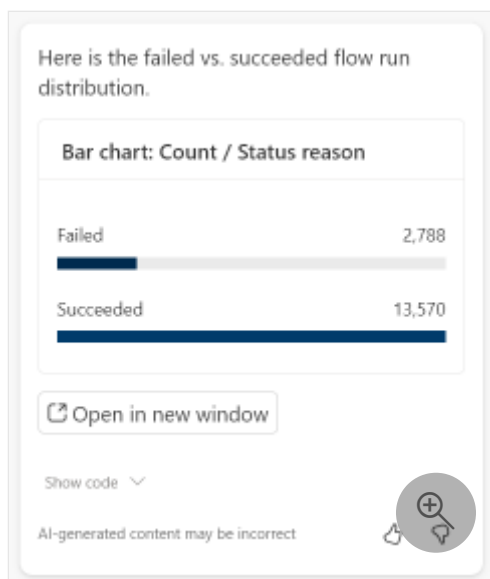 Here is the failed vs. succeeded flow run
distribution.
Bar chart: Count / Status reason
Failed 2,788
Succeeded 13,570
Open in new window
Show code
AI-generated content may be incorrect